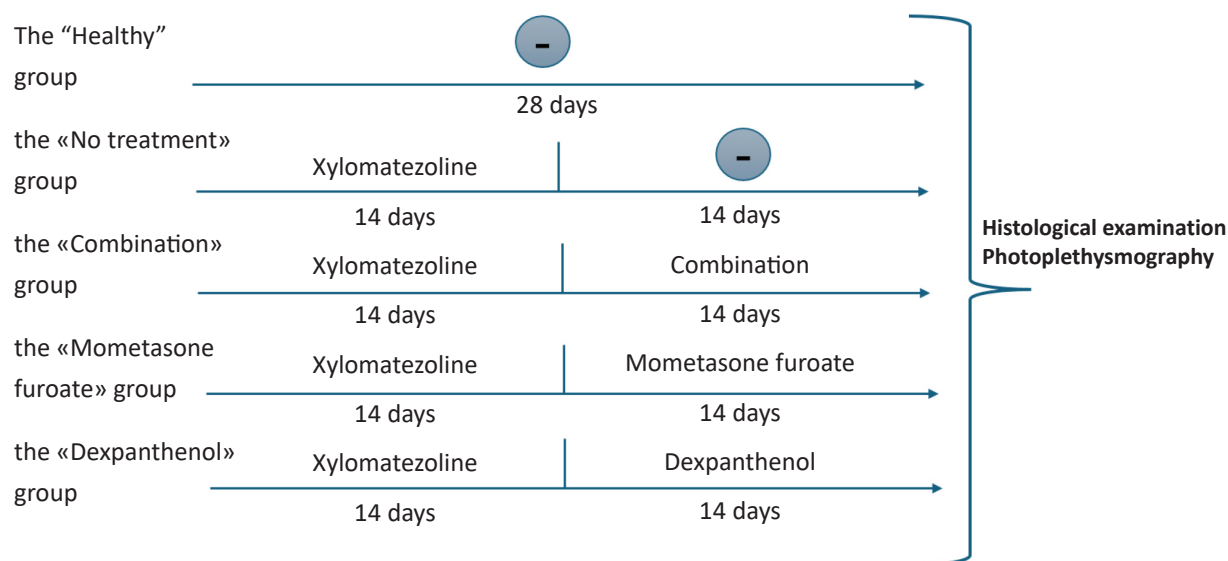 The “Healthy”
group
-
28 days
the «No treatment»
group
Xylomatezoline
-
14 days
14 days
the «Combination»
group
Xylomatezoline
Combination
14 days
14 days
the «Mometasone
furoate» group
Xylomatezoline
Mometasone furoate
14 days
14 days
the «Dexpanthenol»
group
Xylomatezoline
Dexpanthenol
14 days
14 days
Histological examination
Photoplethysmography